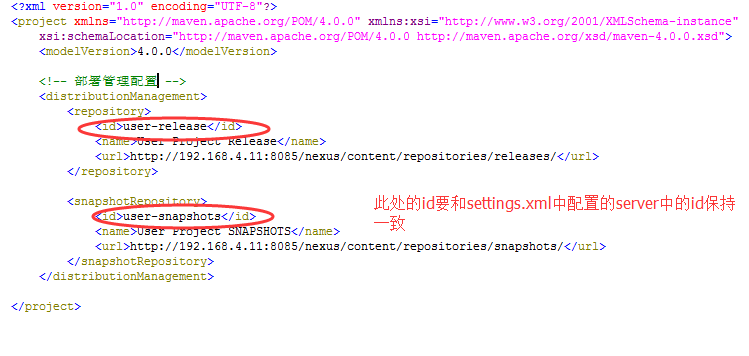 <?xml version="1.0" encoding="UTF-8"?>
<project xmlns="http://maven.apache.org/POM/4.0.0" xmlns:xsi="http://www.w3.org/2001/XMLSchema-instance"
xsi:schemaLocation="http://maven.apache.org/POM/4.0.0 http://maven.apache.org/xsd/maven-4.0.0.xsd">
<modelVersion>4.0.0</modelVersion>
<!-- 部署管理配置 -->
<distributionManagement>
<repository>
<id>user-release</id>
<name>User Project Release</name>
<url>http://192.168.4.11:8085/nexus/content/repositories/releases/</url>
</repository>
<snapshotRepository>
<id>user-snapshots</id>
<name>User Project SNAPSHOTS</name>
<url>http://192.168.4.11:8085/nexus/content/repositories/snapshots/</url>
</snapshotRepository>
</distributionManagement>
</project>
此处的id要和settings.xml中配置的server中的id保持
一致